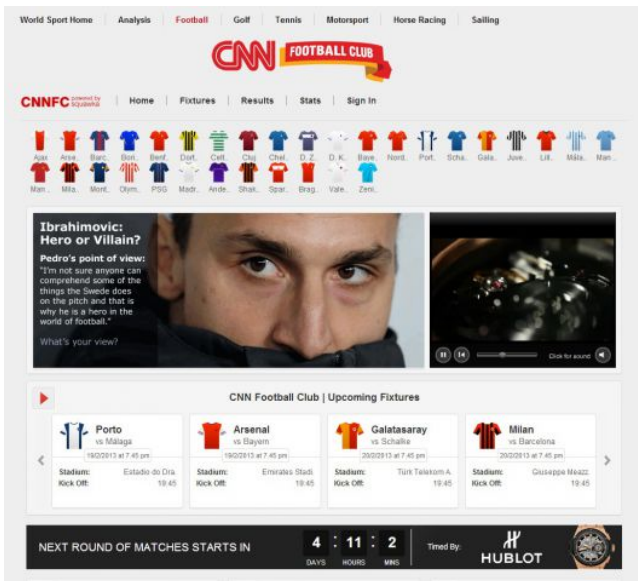 World Sport Home Analysis Football Golf Tennis Motorsport Horse Racing Sailing
CNN FOOTBALL CLUB
CNNFC powered by squawka Home Fixtures Results Stats Sign In
Ajax Arse.. Barc.. Bori.. Benf.. Dort.. Celt.. Cluj Chel.. D. Z.. D. K.. Baye.. Nord.. Port.. Scha.. Gala.. Juve.. Lill.. Mála.. Man..
Man.. Mila.. Mont.. Olym.. PSG Madr.. Ande.. Shak.. Spar.. Brag.. Vale.. Zeni..
Ibrahimovic:
Hero or Villain?
Pedro's point of view:
"I'm not sure anyone can
comprehend some of the
things the Swede does
on the pitch and that is
why he is a hero in the
world of football."
What's your view?
Click for sound
CNN Football Club | Upcoming Fixtures
Porto
vs Málaga
19/2/2013 at 7.45 pm
Stadium: Estadio do Dra.
Kick Off: 19:45
Arsenal
vs Bayern
19/2/2013 at 7.45 pm
Stadium: Emirates Stadi.
Kick Off: 19:45
Galatasaray
vs Schalke
20/2/2013 at 7.45 pm
Stadium: Türk Telekom A.
Kick Off: 19:45
Milan
vs Barcelona
20/2/2013 at 7.45 pm
Stadium: Giuseppe Meazz.
Kick Off: 19:45
NEXT ROUND OF MATCHES STARTS IN 4 : 11 : 2 Timed By: HUBLOT
DAYS HOURS MINS